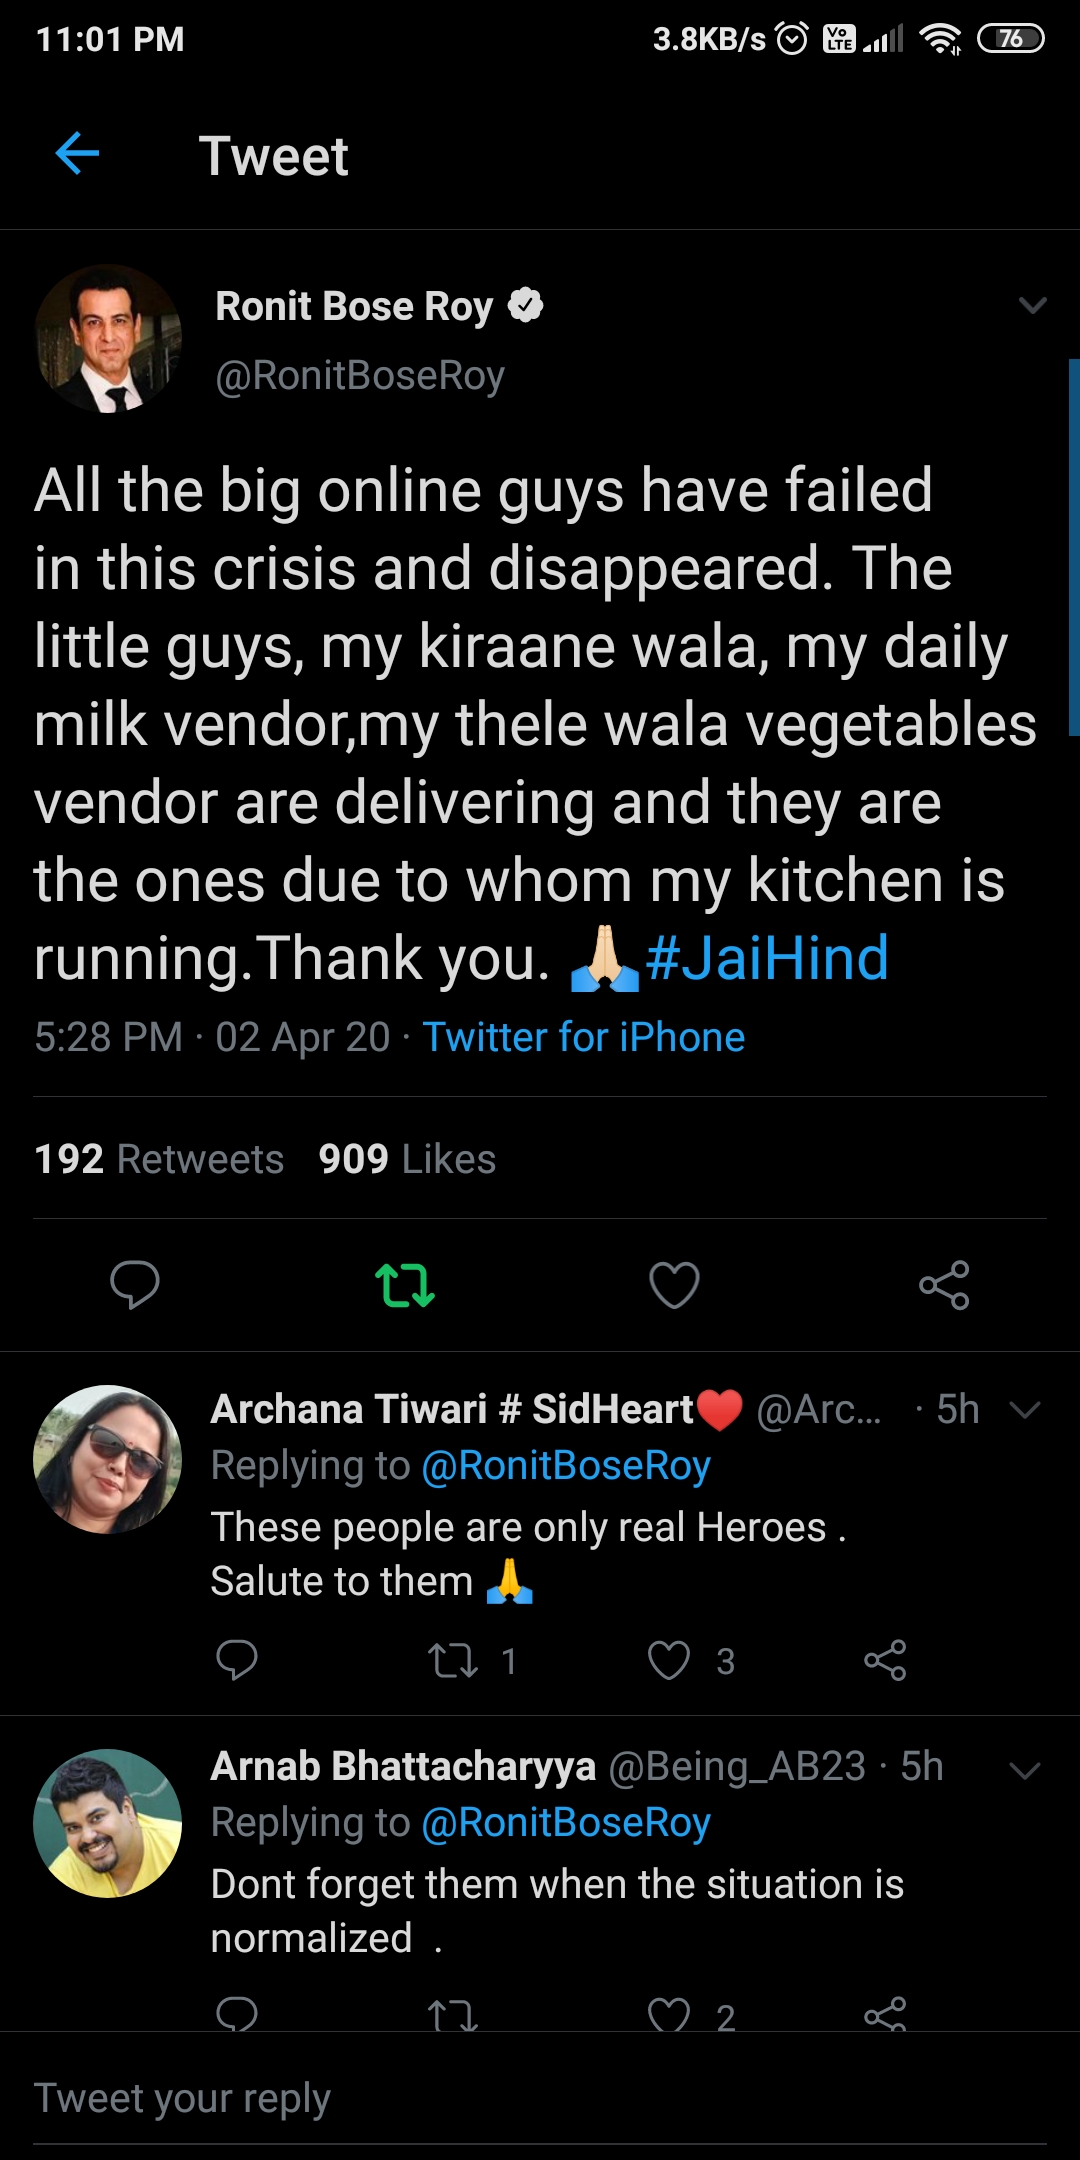 11:01 PM 3.8KB/s Vo LTE 76
Tweet
Ronit Bose Roy
@RonitBoseRoy
All the big online guys have failed
in this crisis and disappeared. The
little guys, my kiraane wala, my daily
milk vendor,my thele wala vegetables
vendor are delivering and they are
the ones due to whom my kitchen is
running.Thank you. 🙏🏻#JaiHind
5:28 PM · 02 Apr 20 · Twitter for iPhone
192 Retweets 909 Likes
Archana Tiwari # SidHeart❤️ @Arc... · 5h
Replying to @RonitBoseRoy
These people are only real Heroes .
Salute to them 🙏
1 3
Arnab Bhattacharyya @Being_AB23 · 5h
Replying to @RonitBoseRoy
Dont forget them when the situation is
normalized .
2
Tweet your reply